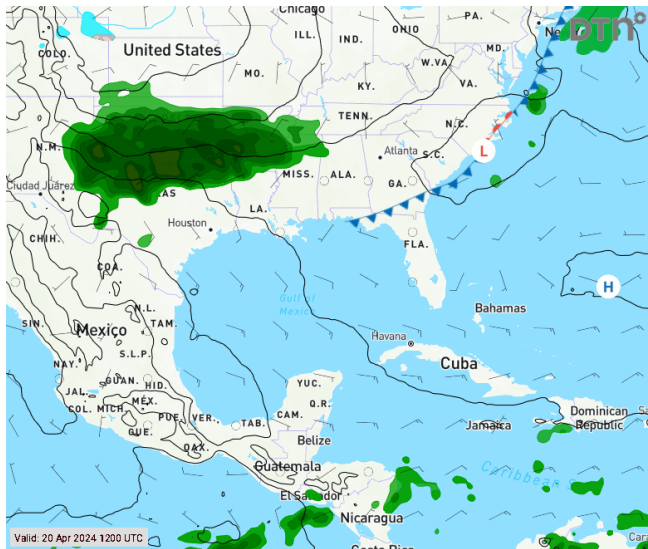 Chicago
DTN
PA.
OHIO
ILL.
IND.
COLO.
United States
MD.
W.VA.
MO.
KY.
VA.
TENN.
N.C.
N.M.
Atlanta
S.C.
L
MISS.
ALA.
GA.
Ciudad Juárez
LA.
Houston
CHIH.
FLA.
COA.
H
Gulf of
Mexico
Bahamas
N.L.
SIN.
Mexico
TAM.
Havana
S.L.P.
Cuba
NAY.
GUAN.
HID.
YUC.
JAL.
MÉX.
Q.R.
COL.
MICH.
PUE.
VER.
CAM.
Dominican
Republic
TAB.
Jamaica
GUE.
OAX.
Belize
Guatemala
Caribbean
El Salvador
Nicaragua
Valid: 20 Apr 2024 1200 UTC
Costa Rica